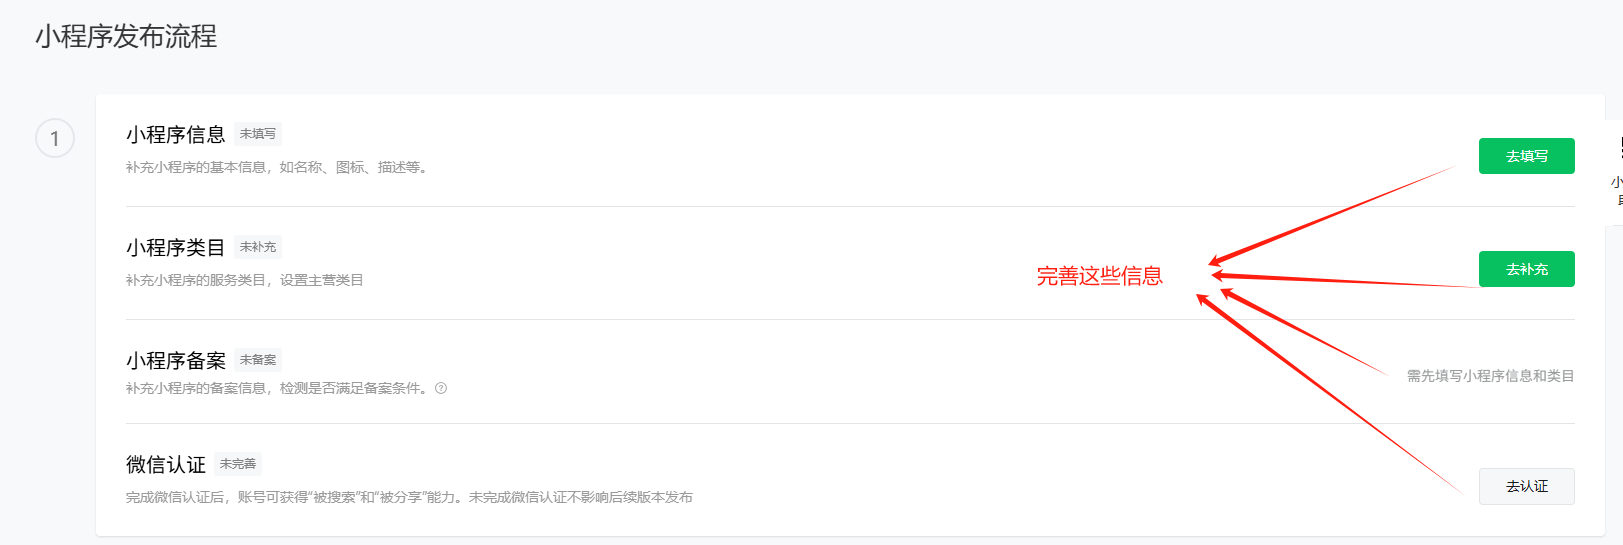 小程序发布流程
1
小程序信息 未填写
补充小程序的基本信息，如名称、图标、描述等。
去填写
小程序类目 未补充
补充小程序的服务类目，设置主营类目
去补充
完善这些信息
小程序备案 未备案
补充小程序的备案信息，检测是否满足备案条件。
需先填写小程序信息和类目
微信认证 未完善
完成微信认证后，账号可获得“被搜索”和“被分享”能力。未完成微信认证不影响后续版本发布
去认证
小